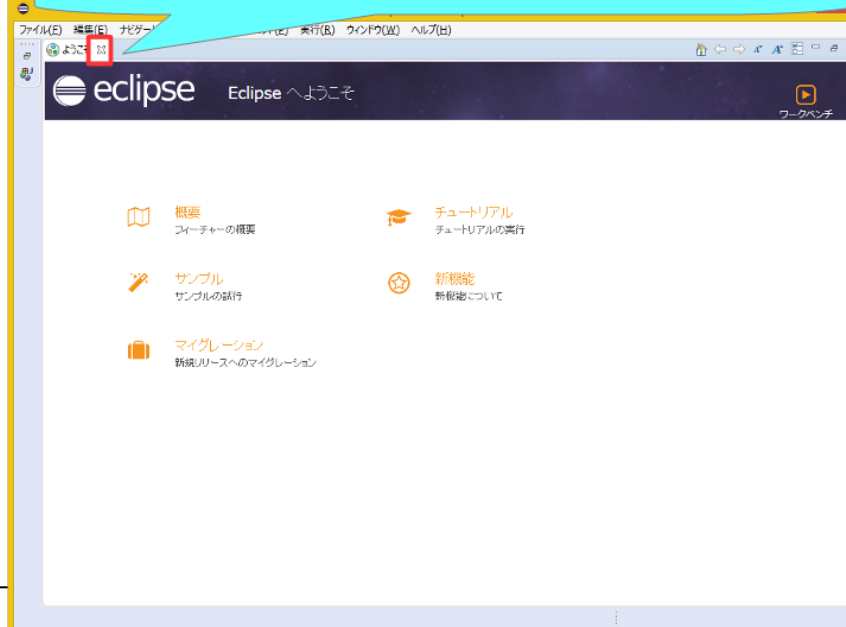 ファイル(E) 編集(E) ナビゲー (E) 実行(R) ウィンドウ(W) ヘルプ(H)
ようこそ
eclipse Eclipse へようこそ
ワークベンチ
概要
フィーチャーの概要
チュートリアル
チュートリアルの実行
サンプル
サンプルの試行
新機能
新機能について
マイグレーション
新規リリースへのマイグレーション